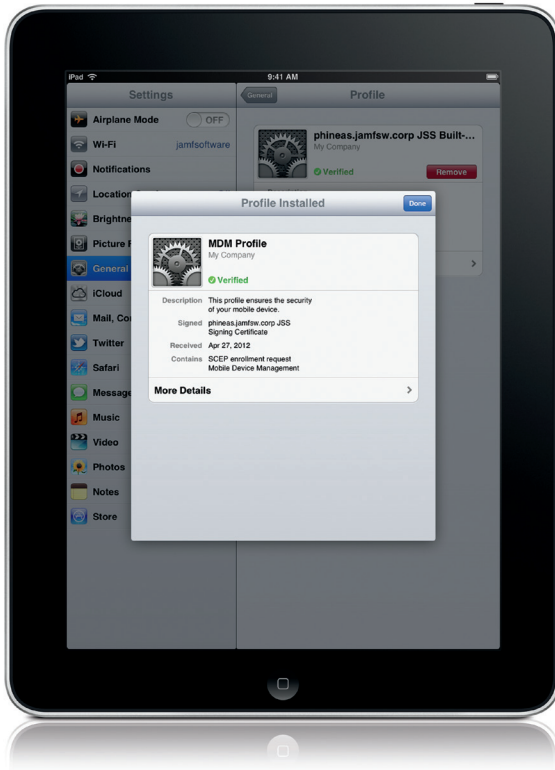 iPad
9:41 AM
Settings
General
Profile
Airplane Mode
OFF
Wi-Fi
jamfsoftware
Notifications
Location
Brightne
Picture F
General
iCloud
Mail, Co
Twitter
Safari
Message
Music
Video
Photos
Notes
Store
phineas.jamfsw.corp JSS Built-...
My Company
Verified
Remove
Profile Installed
Done
MDM Profile
My Company
Verified
Description This profile ensures the security
of your mobile device.
Signed phineas.jamfsw.corp JSS
Signing Certificate
Received Apr 27, 2012
Contains SCEP enrollment request
Mobile Device Management
More Details